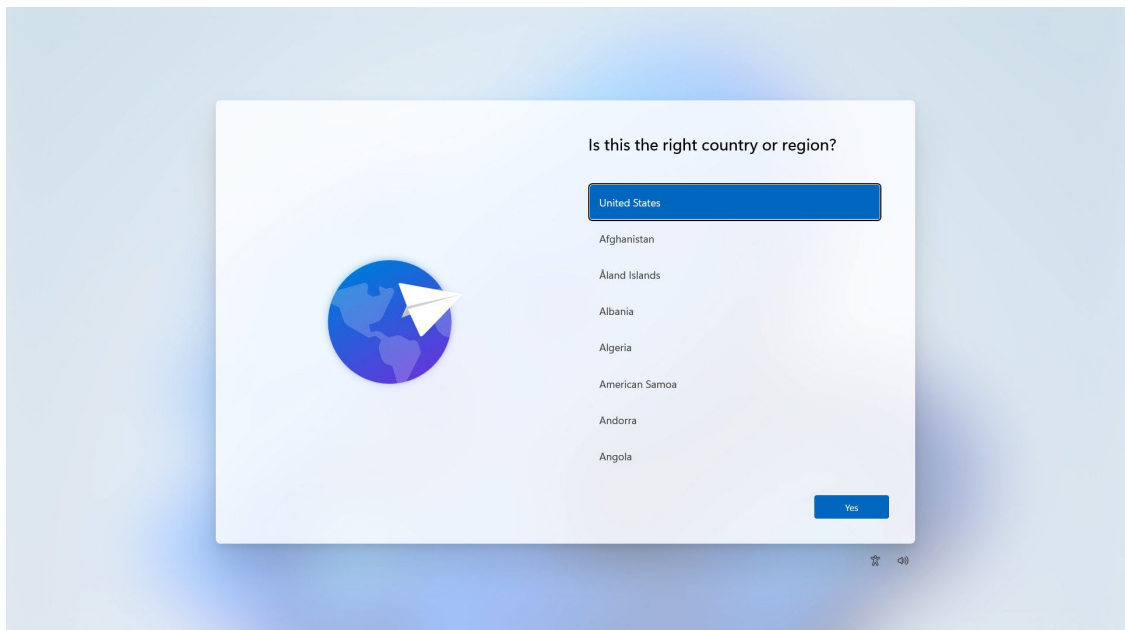 Is this the right country or region?
United States
Afghanistan
Åland Islands
Albania
Algeria
American Samoa
Andorra
Angola
Yes